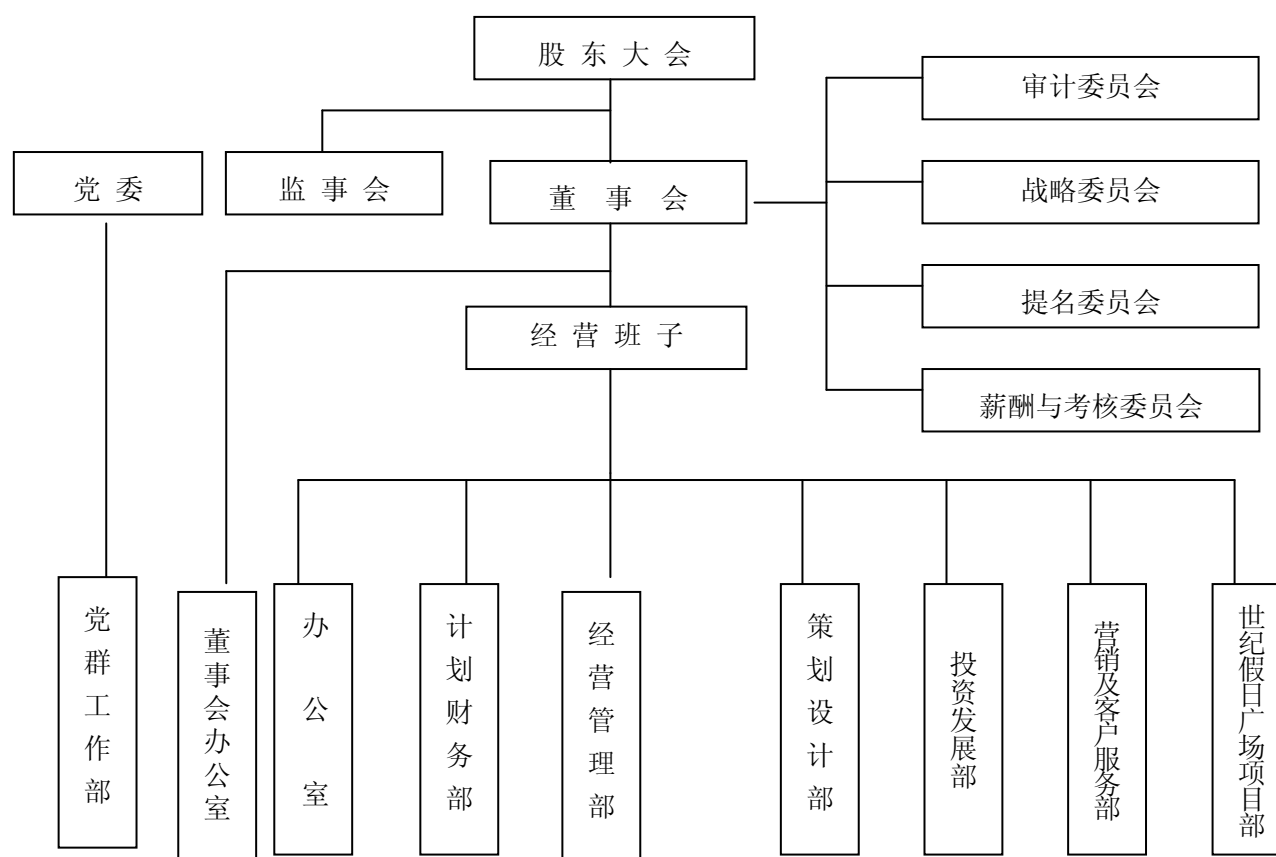 股东大会
审计委员会
党委
监事会
董事会
战略委员会
提名委员会
经营班子
薪酬与考核委员会
党群工作部
董事会办公室
办公室
计划财务部
经营管理部
策划设计部
投资发展部
营销及客户服务部
世纪假日广场项目部